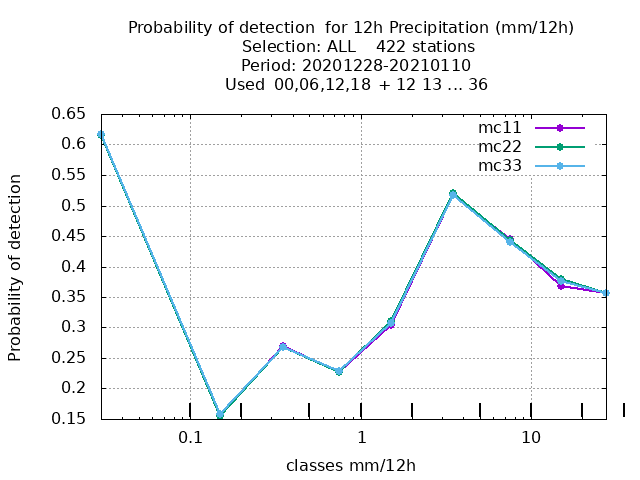 Probability of detection  for 12h Precipitation (mm/12h)
Selection: ALL    422 stations
Period: 20201228-20210110
Used  00,06,12,18  + 12 13 ... 36
mc11
mc22
mc33
Probability of detection
0.65
0.6
0.55
0.5
0.45
0.4
0.35
0.3
0.25
0.2
0.15
0.1
1
10
classes mm/12h